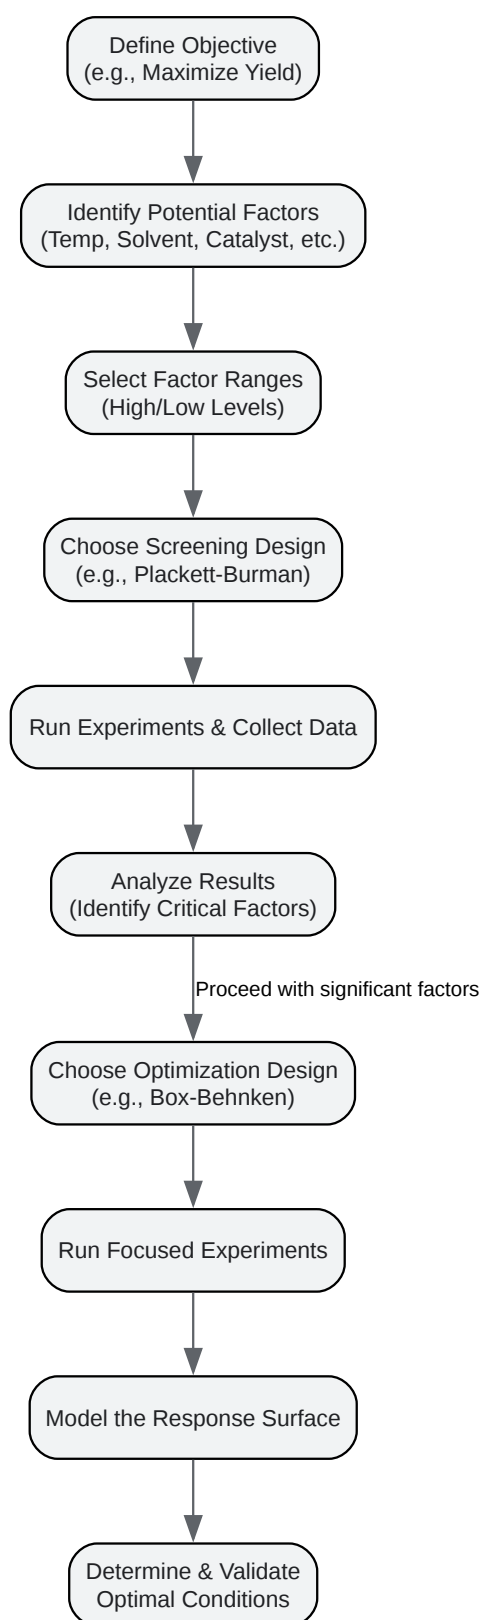 Define Objective
(e.g., Maximize Yield)
Identify Potential Factors
(Temp, Solvent, Catalyst, etc.)
Select Factor Ranges
(High/Low Levels)
Choose Screening Design
(e.g., Plackett-Burman)
Run Experiments & Collect Data
Analyze Results
(Identify Critical Factors)
Proceed with significant factors
Choose Optimization Design
(e.g., Box-Behnken)
Run Focused Experiments
Model the Response Surface
Determine & Validate
Optimal Conditions